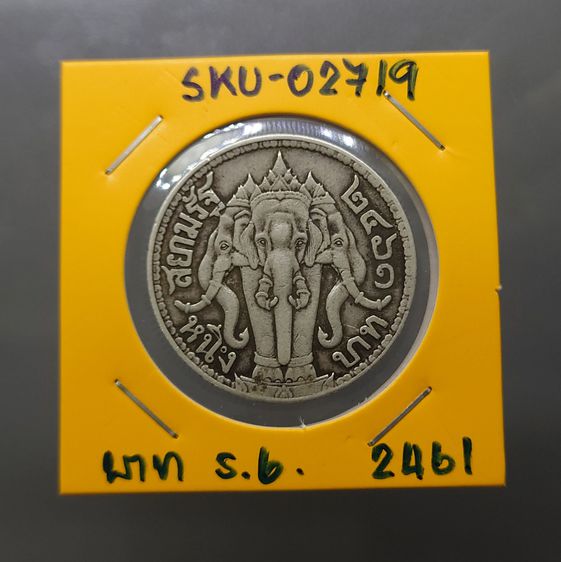 SKU-02719
สยามรัฐ ๒๔๖๑
หนึ่ง บาท
บาท ร.๖. 2461